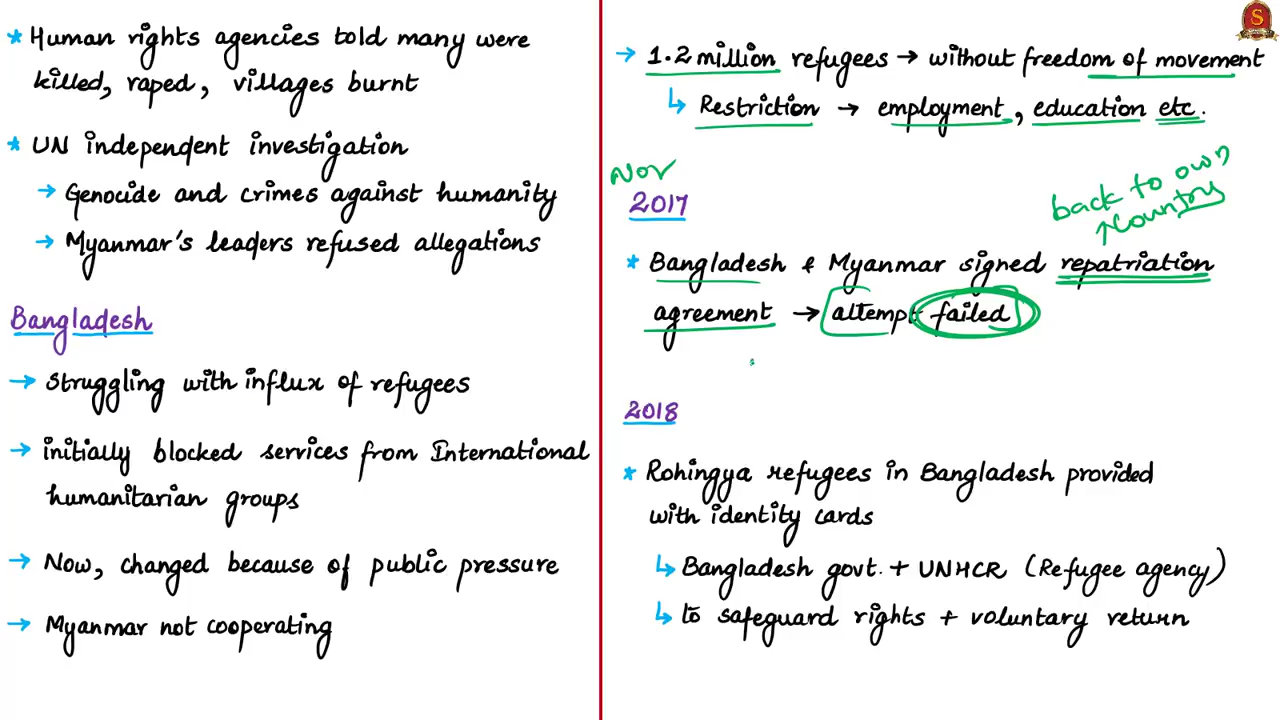 * Human rights agencies told many were
killed, raped, villages burnt
* UN independent investigation
→ Genocide and crimes against humanity
→ Myanmar's leaders refused allegations
Bangladesh
→ Struggling with influx of refugees
→ initially blocked services from International
humanitarian groups
→ Now, changed because of public pressure
→ Myanmar not cooperating
→ 1.2 million refugees → without freedom of movement
↳ Restriction → employment, education etc.
Nov
2017
back to own
↑ Country
* Bangladesh & Myanmar signed repatriation
agreement → attempt failed
2018
* Rohingya refugees in Bangladesh provided
with identity cards
↳ Bangladesh govt. + UNHCR (Refugee agency)
↳ to safeguard rights + voluntary return
S